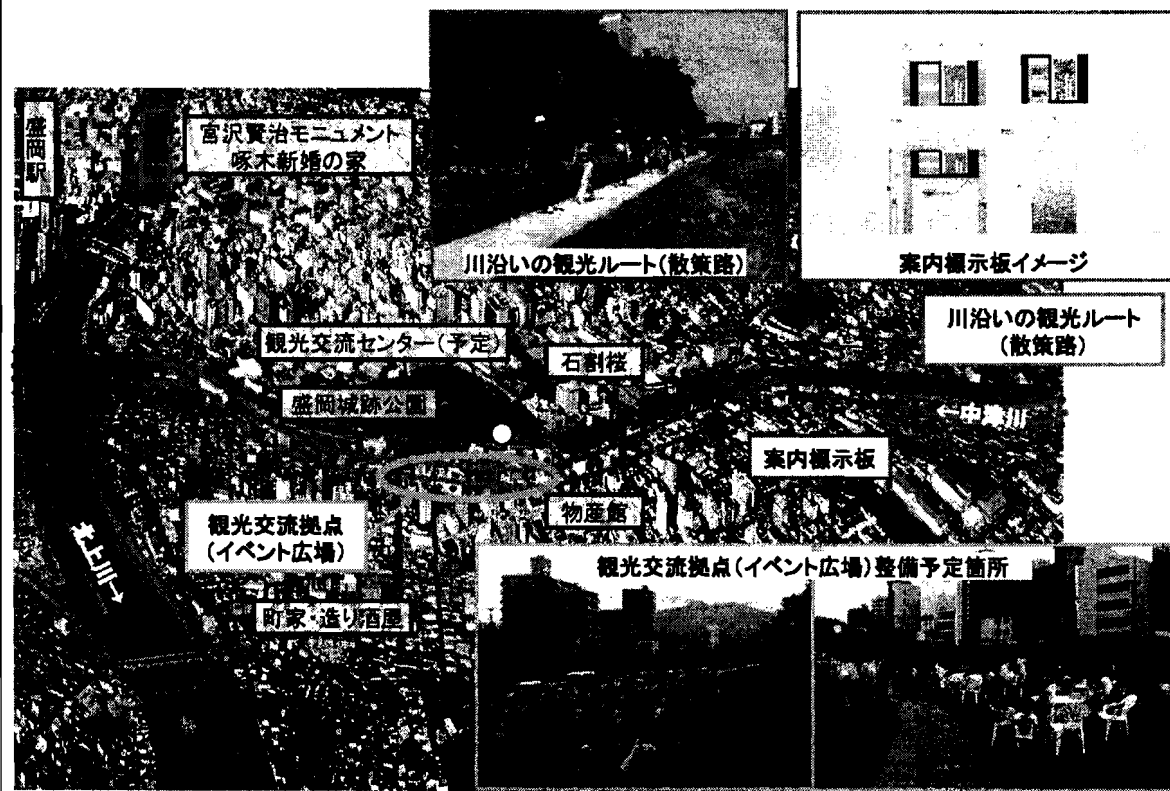 盛岡駅
宮沢賢治モニュメント
啄木新婚の家
川沿いの観光ルート(散策路)
案内標示板イメージ
川沿いの観光ルート
(散策路)
観光交流センター(予定)
石割桜
盛岡城跡公園
←中津川
案内標示板
観光交流拠点
(イベント広場)
物産館
北上川→
町家・造り酒屋
観光交流拠点(イベント広場)整備予定箇所